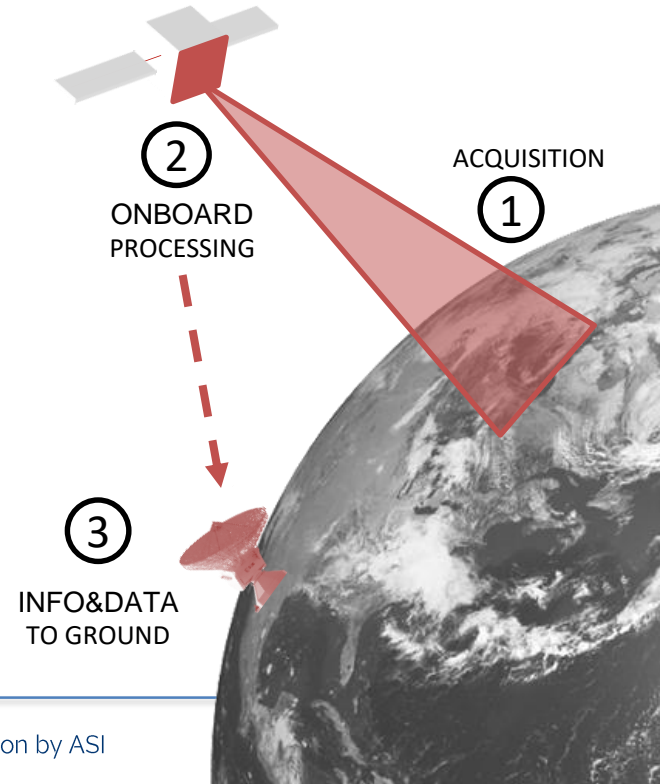 ACQUISITION
1
2
ONBOARD
PROCESSING
3
INFO&DATA
TO GROUND
on by ASI